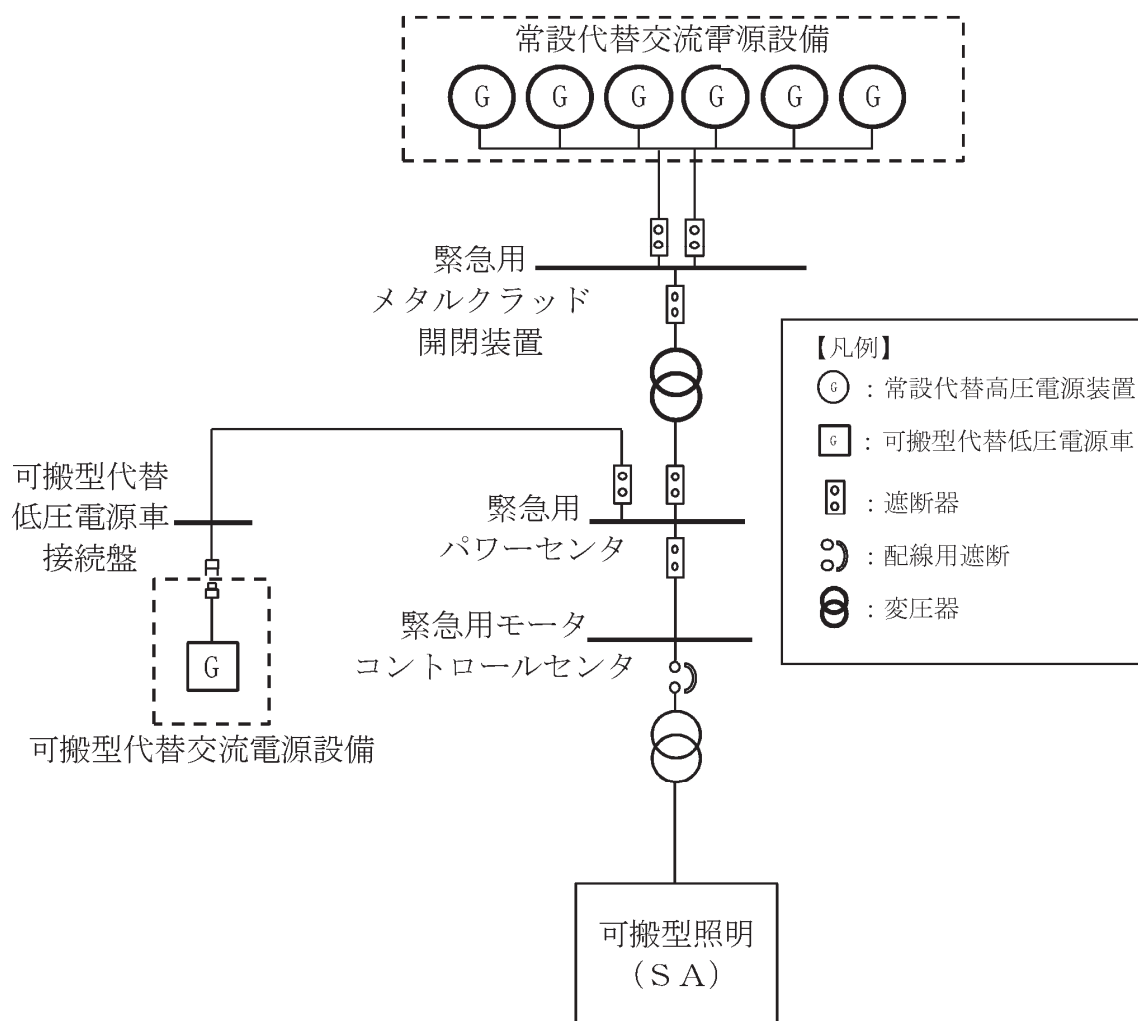 常設代替交流電源設備
G G G G G G
緊急用
メタルクラッド
開閉装置
【凡例】
G : 常設代替高圧電源装置
G : 可搬型代替低圧電源車
: 遮断器
: 配線用遮断
: 変圧器
可搬型代替
低圧電源車
接続盤
緊急用
パワーセンタ
緊急用モータ
コントロールセンタ
G
可搬型代替交流電源設備
可搬型照明
(ＳＡ)